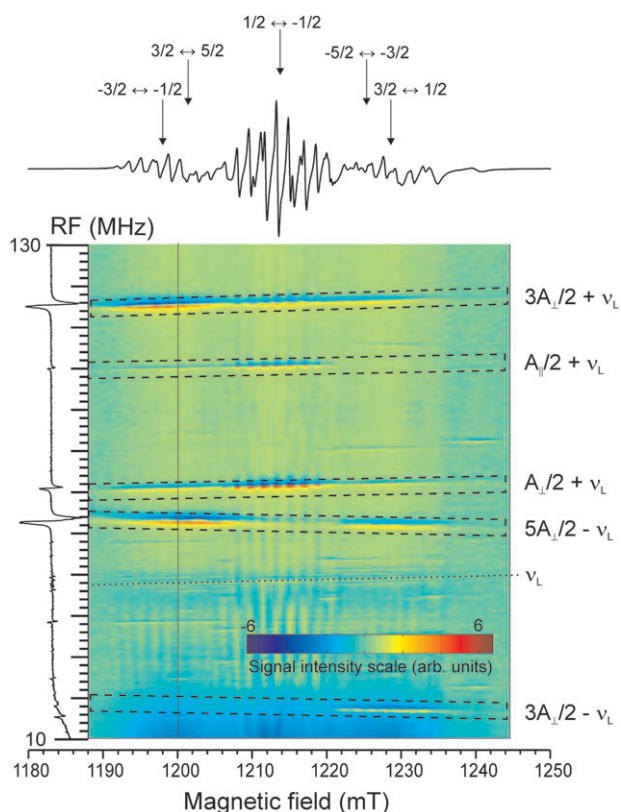 1/2 ↔ -1/2
3/2 ↔ 5/2
-5/2 ↔ -3/2
-3/2 ↔ -1/2
3/2 ↔ 1/2
RF (MHz)
130
3A⊥/2 + νL
A||/2 + νL
A⊥/2 + νL
5A⊥/2 - νL
νL
-6 6
Signal intensity scale (arb. units)
3A⊥/2 - νL
10
1180 1190 1200 1210 1220 1230 1240 1250
Magnetic field (mT)